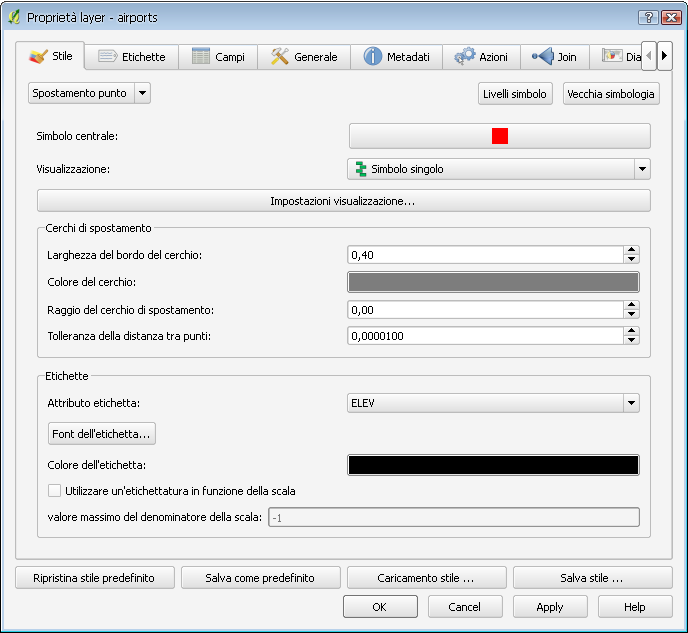 Proprietà layer - airports
Stile Etichette Campi Generale Metadati Azioni Join Dia
Spostamento punto Livelli simbolo Vecchia simbologia
Simbolo centrale:
Visualizzazione: Simbolo singolo
Impostazioni visualizzazione...
Cerchi di spostamento
Larghezza del bordo del cerchio: 0,40
Colore del cerchio:
Raggio del cerchio di spostamento: 0,00
Tolleranza della distanza tra punti: 0,0000100
Etichette
Attributo etichetta: ELEV
Font dell'etichetta...
Colore dell'etichetta:
Utilizzare un'etichettatura in funzione della scala
valore massimo del denominatore della scala: -1
Ripristina stile predefinito Salva come predefinito Caricamento stile ... Salva stile ...
OK Cancel Apply Help